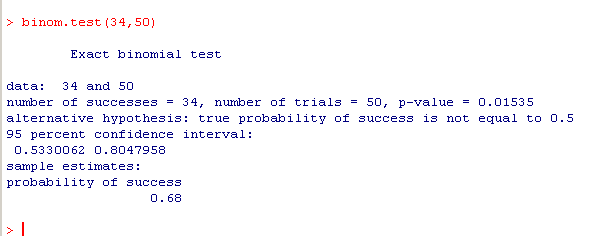 > binom.test(34,50)
Exact binomial test
data:  34 and 50
number of successes = 34, number of trials = 50, p-value = 0.01535
alternative hypothesis: true probability of success is not equal to 0.5
95 percent confidence interval:
 0.5330062 0.8047958
sample estimates:
probability of success
0.68
>